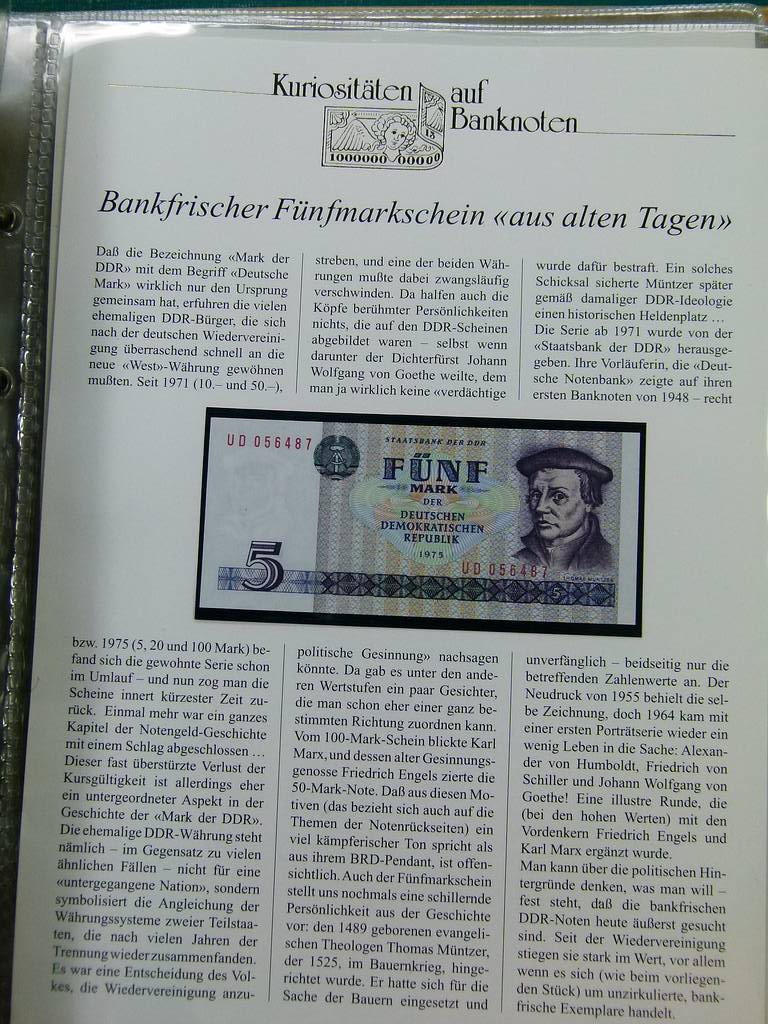 Kuriositäten auf
Banknoten
15
1000000 00000
Bankfrischer Fünfmarkschein «aus alten Tagen»
Daß die Bezeichnung «Mark der
DDR» mit dem Begriff «Deutsche
Mark» wirklich nur den Ursprung
gemeinsam hat, erfuhren die vielen
ehemaligen DDR-Bürger, die sich
nach der deutschen Wiedervereini-
gung überraschend schnell an die
neue «West»-Währung gewöhnen
mußten. Seit 1971 (10.– und 50.–),
bzw. 1975 (5, 20 und 100 Mark) be-
fand sich die gewohnte Serie schon
im Umlauf – und nun zog man die
Scheine innert kürzester Zeit zu-
rück. Einmal mehr war ein ganzes
Kapitel der Notengeld-Geschichte
mit einem Schlag abgeschlossen ...
Dieser fast überstürzte Verlust der
Kursgültigkeit ist allerdings eher
ein untergeordneter Aspekt in der
Geschichte der «Mark der DDR».
Die ehemalige DDR-Währung steht
nämlich – im Gegensatz zu vielen
ähnlichen Fällen – nicht für eine
«untergegangene Nation», sondern
symbolisiert die Angleichung der
Währungssysteme zweier Teilstaa-
ten, die nach vielen Jahren der
Trennung wieder zusammenfanden.
Es war eine Entscheidung des Vol-
kes, die Wiedervereinigung anzu-
streben, und eine der beiden Wäh-
rungen mußte dabei zwangsläufig
verschwinden. Da halfen auch die
Köpfe berühmter Persönlichkeiten
nichts, die auf den DDR-Scheinen
abgebildet waren – selbst wenn
darunter der Dichterfürst Johann
Wolfgang von Goethe weilte, dem
man ja wirklich keine «verdächtige
politische Gesinnung» nachsagen
könnte. Da gab es unter den ande-
ren Wertstufen ein paar Gesichter,
die man schon eher einer ganz be-
stimmten Richtung zuordnen kann.
Vom 100-Mark-Schein blickte Karl
Marx, und dessen alter Gesinnungs-
genosse Friedrich Engels zierte die
50-Mark-Note. Daß aus diesen Mo-
tiven (das bezieht sich auch auf die
Themen der Notenrückseiten) ein
viel kämpferischer Ton spricht als
aus ihrem BRD-Pendant, ist offen-
sichtlich. Auch der Fünfmarkschein
stellt uns nochmals eine schillernde
Persönlichkeit aus der Geschichte
vor: den 1489 geborenen evangeli-
schen Theologen Thomas Müntzer,
der 1525, im Bauernkrieg, hinge-
richtet wurde. Er hatte sich für die
Sache der Bauern eingesetzt und
wurde dafür bestraft. Ein solches
Schicksal sicherte Müntzer später
gemäß damaliger DDR-Ideologie
einen historischen Heldenplatz ...
Die Serie ab 1971 wurde von der
«Staatsbank der DDR» herausge-
geben. Ihre Vorläuferin, die «Deut-
sche Notenbank» zeigte auf ihren
ersten Banknoten von 1948 – recht
unverfänglich – beidseitig nur die
betreffenden Zahlenwerte an. Der
Neudruck von 1955 behielt die sel-
be Zeichnung, doch 1964 kam mit
einer ersten Porträtserie wieder ein
wenig Leben in die Sache: Alexan-
der von Humboldt, Friedrich von
Schiller und Johann Wolfgang von
Goethe! Eine illustre Runde, die
(bei den hohen Werten) mit den
Vordenkern Friedrich Engels und
Karl Marx ergänzt wurde.
Man kann über die politischen Hin-
tergründe denken, was man will –
fest steht, daß die bankfrischen
DDR-Noten heute äußerst gesucht
sind. Seit der Wiedervereinigung
stiegen sie stark im Wert, vor allem
wenn es sich (wie beim vorliegen-
den Stück) um unzirkulierte, bank-
frische Exemplare handelt.
UD 056487
STAATSBANK DER DDR
FÜNF
MARK
DER
DEUTSCHEN
DEMOKRATISCHEN
REPUBLIK
1975
UD 056487
THOMAS MÜNTZER
5
5